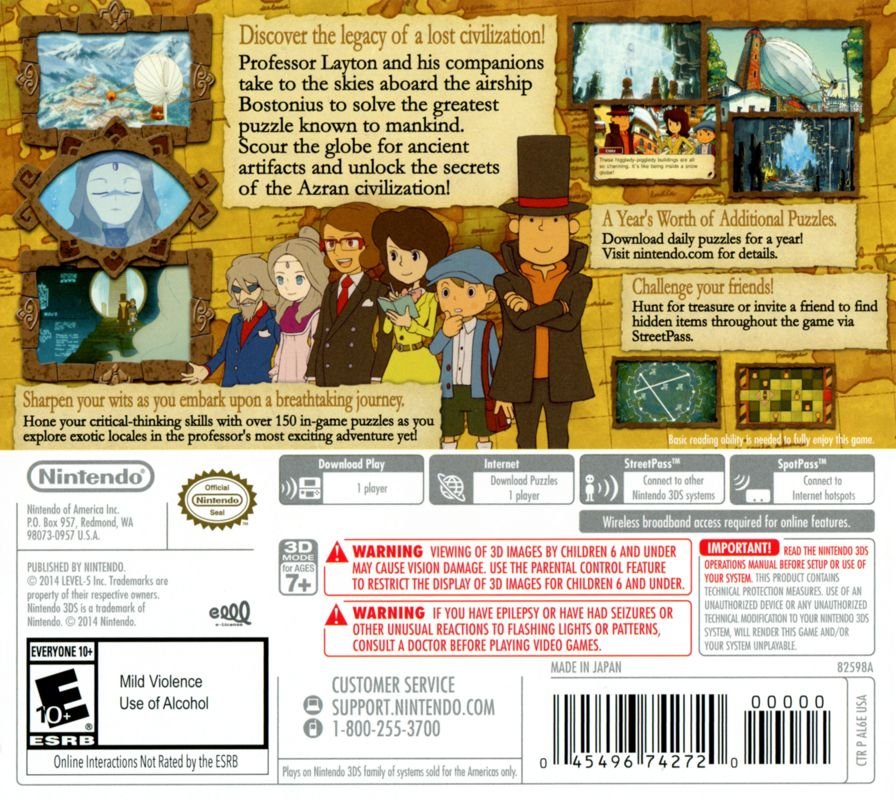 Discover the legacy of a lost civilization!
Professor Layton and his companions
take to the skies aboard the airship
Bostonius to solve the greatest
puzzle known to mankind.
Scour the globe for ancient
artifacts and unlock the secrets
of the Azran civilization!
These higgledy-piggledy buildings are all
so charming. It's like being inside a snow
globe!
A Year's Worth of Additional Puzzles.
Download daily puzzles for a year!
Visit nintendo.com for details.
Challenge your friends!
Hunt for treasure or invite a friend to find
hidden items throughout the game via
StreetPass.
Sharpen your wits as you embark upon a breathtaking journey.
Hone your critical-thinking skills with over 150 in-game puzzles as you
explore exotic locales in the professor's most exciting adventure yet!
Basic reading ability is needed to fully enjoy this game.
Nintendo®
Nintendo of America Inc.
P.O. Box 957, Redmond, WA
98073-0957 U.S.A.
Official
Nintendo
Seal
Download Play
1 player
Internet
Download Puzzles
1 player
StreetPass™
Connect to other
Nintendo 3DS systems
SpotPass™
Connect to
Internet hotspots
Wireless broadband access required for online features.
PUBLISHED BY NINTENDO.
© 2014 LEVEL-5 Inc. Trademarks are
property of their respective owners.
Nintendo 3DS is a trademark of
Nintendo. © 2014 Nintendo.
e-License
3D
MODE
for AGES
7+
WARNING VIEWING OF 3D IMAGES BY CHILDREN 6 AND UNDER
MAY CAUSE VISION DAMAGE. USE THE PARENTAL CONTROL FEATURE
TO RESTRICT THE DISPLAY OF 3D IMAGES FOR CHILDREN 6 AND UNDER.
WARNING IF YOU HAVE EPILEPSY OR HAVE HAD SEIZURES OR
OTHER UNUSUAL REACTIONS TO FLASHING LIGHTS OR PATTERNS,
CONSULT A DOCTOR BEFORE PLAYING VIDEO GAMES.
IMPORTANT! READ THE NINTENDO 3DS
OPERATIONS MANUAL BEFORE SETUP OR USE OF
YOUR SYSTEM. THIS PRODUCT CONTAINS
TECHNICAL PROTECTION MEASURES. USE OF AN
UNAUTHORIZED DEVICE OR ANY UNAUTHORIZED
TECHNICAL MODIFICATION TO YOUR NINTENDO 3DS
SYSTEM, WILL RENDER THIS GAME AND/OR
YOUR SYSTEM UNPLAYABLE.
MADE IN JAPAN
82598A
EVERYONE 10+
E
10+
®
ESRB
Mild Violence
Use of Alcohol
Online Interactions Not Rated by the ESRB
CUSTOMER SERVICE
SUPPORT.NINTENDO.COM
1-800-255-3700
Plays on Nintendo 3DS family of systems sold for the Americas only.
0 45496 74272 0
00000
CTR P AL6E USA